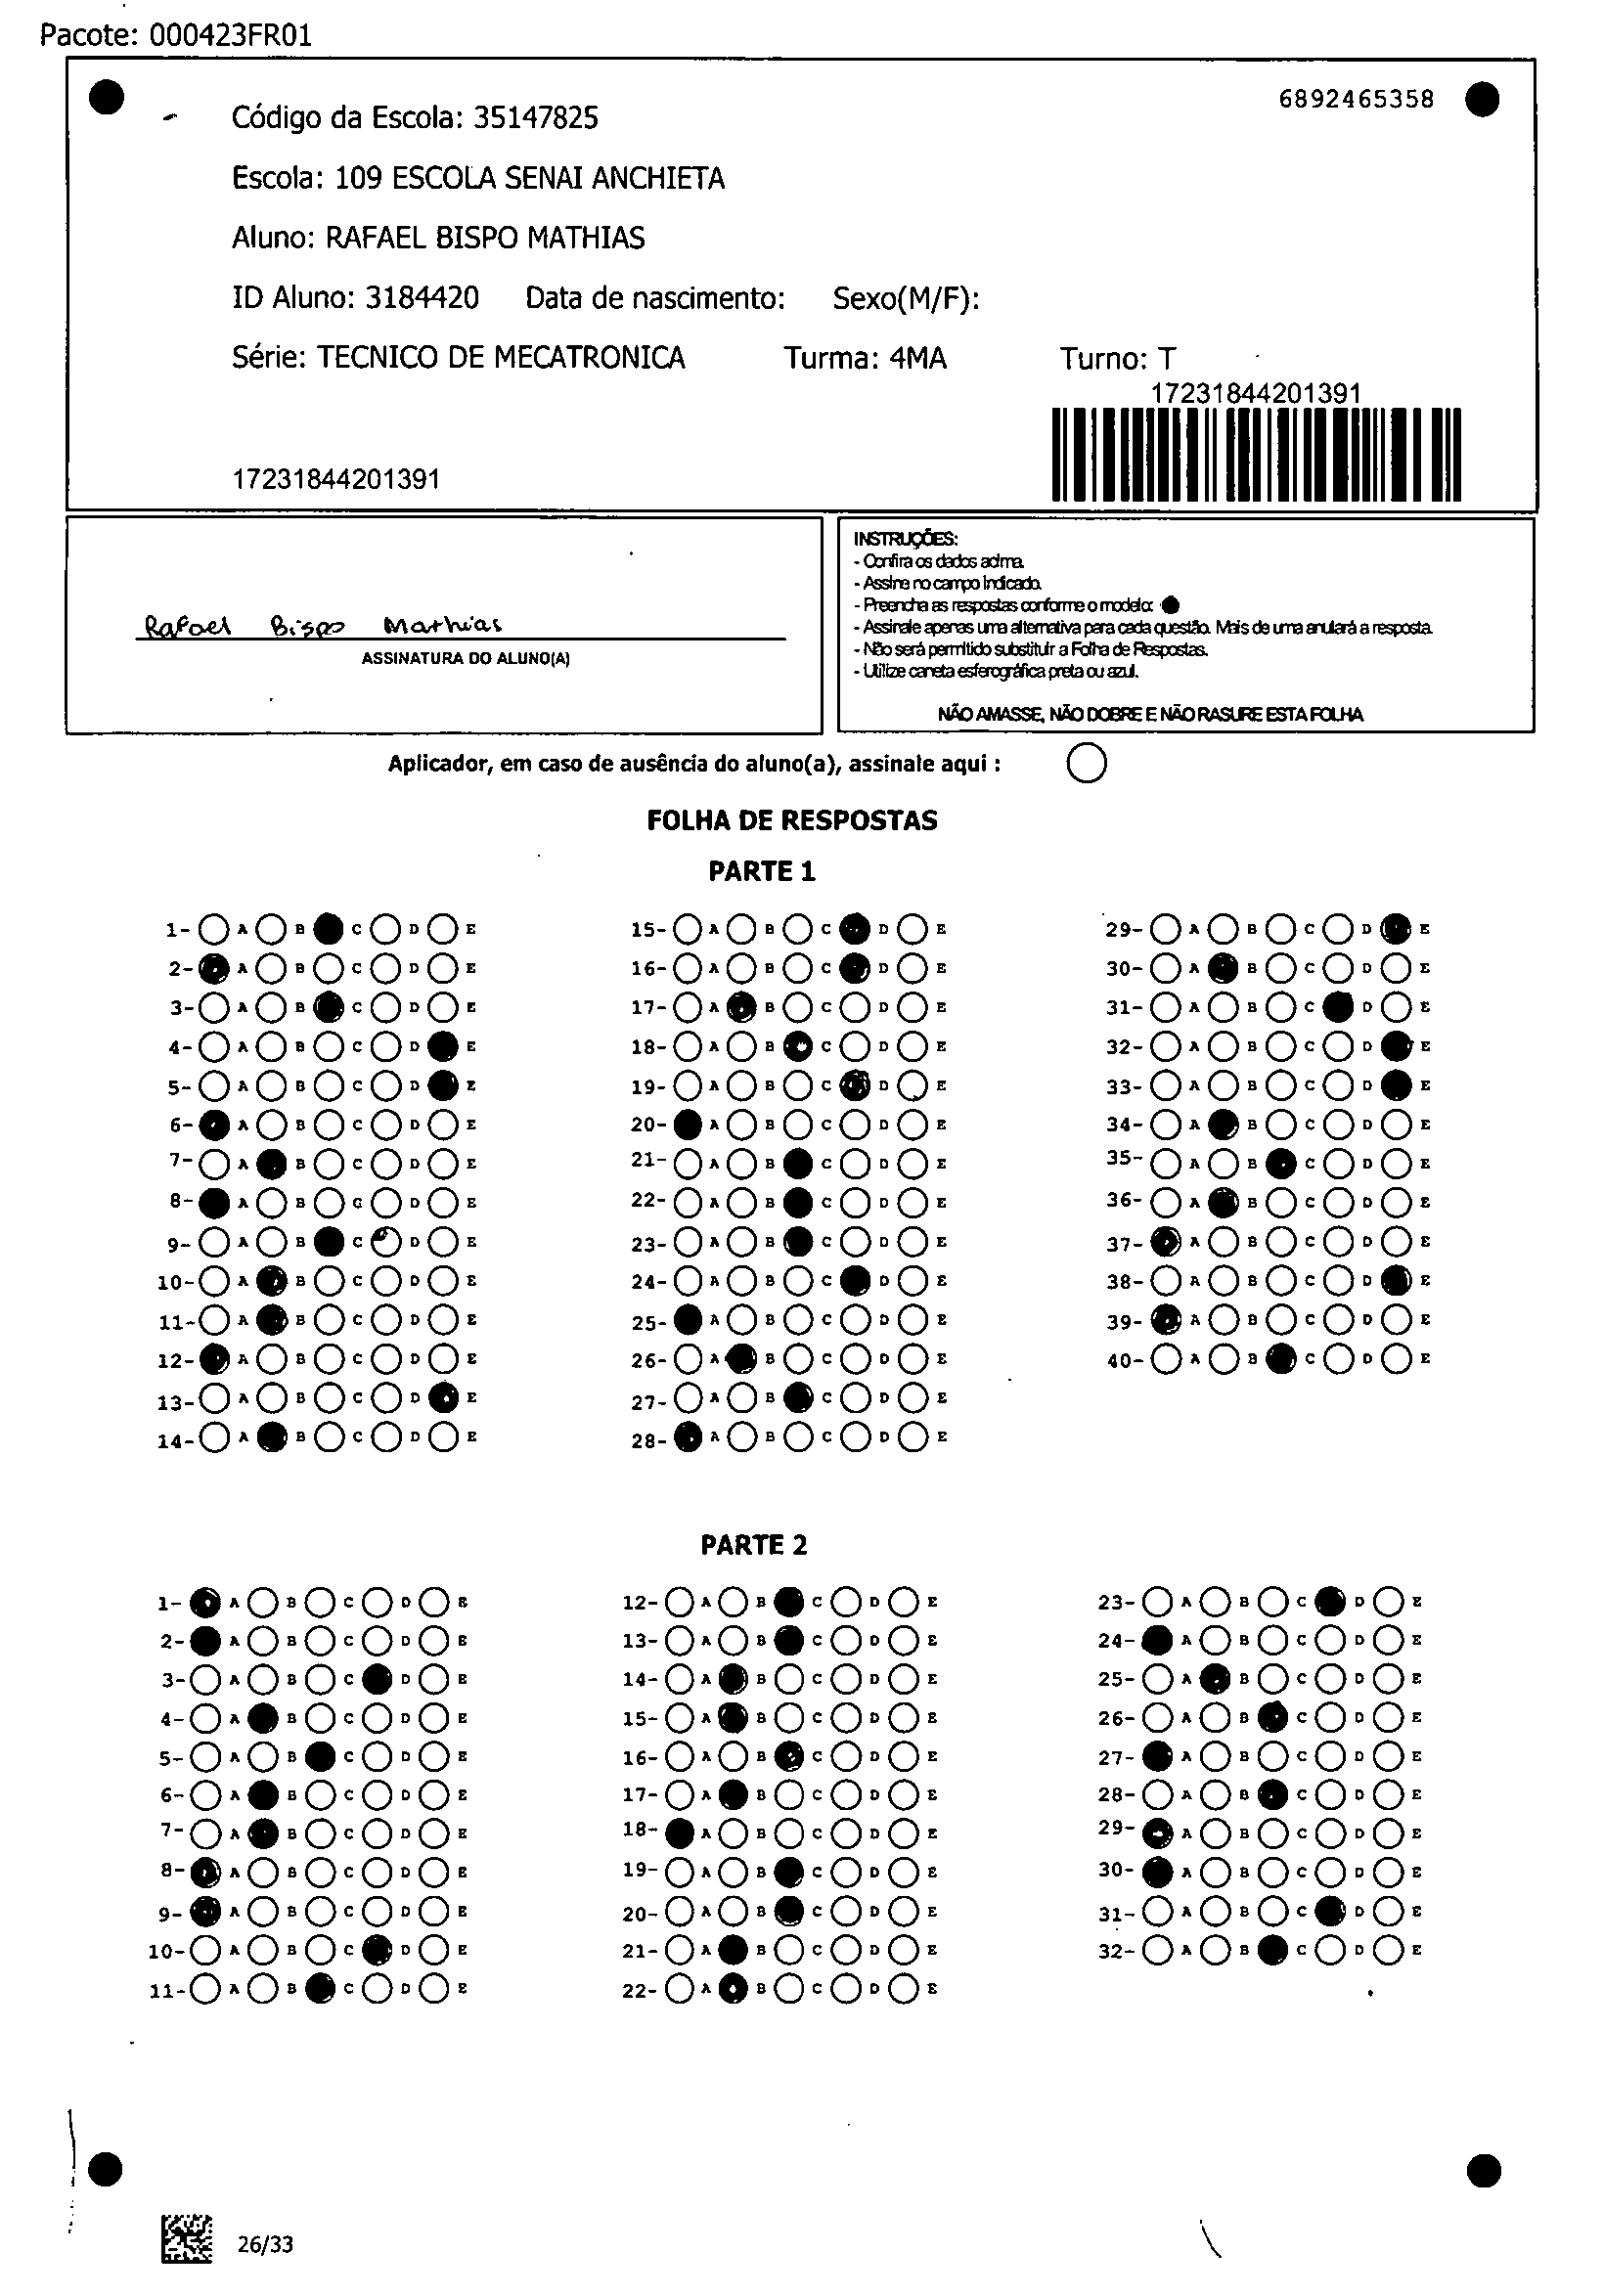 Pacote: 000423FR01
6892465358
Código da Escola: 35147825
Escola: 109 ESCOLA SENAI ANCHIETA
Aluno: RAFAEL BISPO MATHIAS
ID Aluno: 3184420 Data de nascimento: Sexo(M/F):
Série: TECNICO DE MECATRONICA Turma: 4MA Turno: T
17231844201391
17231844201391
Rafael Bispo Mathias
ASSINATURA DO ALUNO(A)
INSTRUÇÕES:
- Confira os dados acima.
- Assine no campo indicado.
- Preencha as respostas conforme o modelo:
- Assinale apenas uma alternativa para cada questão. Mais de uma anulará a resposta.
- Não será permitido substituir a Folha de Respostas.
- Utilize caneta esferográfica preta ou azul.
NÃO AMASSE, NÃO DOBRE E NÃO RASURE ESTA FOLHA
Aplicador, em caso de ausência do aluno(a), assinale aqui :
FOLHA DE RESPOSTAS
PARTE 1
1- A B C D E 15- A B C D E 29- A B C D E
2- A B C D E 16- A B C D E 30- A B C D E
3- A B C D E 17- A B C D E 31- A B C D E
4- A B C D E 18- A B C D E 32- A B C D E
5- A B C D E 19- A B C D E 33- A B C D E
6- A B C D E 20- A B C D E 34- A B C D E
7- A B C D E 21- A B C D E 35- A B C D E
8- A B C D E 22- A B C D E 36- A B C D E
9- A B C D E 23- A B C D E 37- A B C D E
10- A B C D E 24- A B C D E 38- A B C D E
11- A B C D E 25- A B C D E 39- A B C D E
12- A B C D E 26- A B C D E 40- A B C D E
13- A B C D E 27- A B C D E
14- A B C D E 28- A B C D E
PARTE 2
1- A B C D E 12- A B C D E 23- A B C D E
2- A B C D E 13- A B C D E 24- A B C D E
3- A B C D E 14- A B C D E 25- A B C D E
4- A B C D E 15- A B C D E 26- A B C D E
5- A B C D E 16- A B C D E 27- A B C D E
6- A B C D E 17- A B C D E 28- A B C D E
7- A B C D E 18- A B C D E 29- A B C D E
8- A B C D E 19- A B C D E 30- A B C D E
9- A B C D E 20- A B C D E 31- A B C D E
10- A B C D E 21- A B C D E 32- A B C D E
11- A B C D E 22- A B C D E
26/33